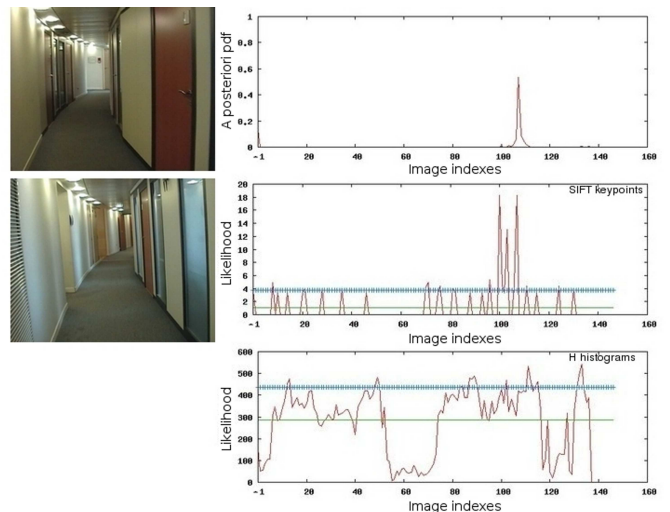 A posteriori pdf
1
0.8
0.6
0.4
0.2
0
-1 20 40 60 80 100 120 140 160
Image indexes
SIFT keypoints
Likelihood
20
18
16
14
12
10
8
6
4
2
0
-1 20 40 60 80 100 120 140 160
Image indexes
H histograms
Likelihood
600
500
400
300
200
100
0
-1 20 40 60 80 100 120 140 160
Image indexes